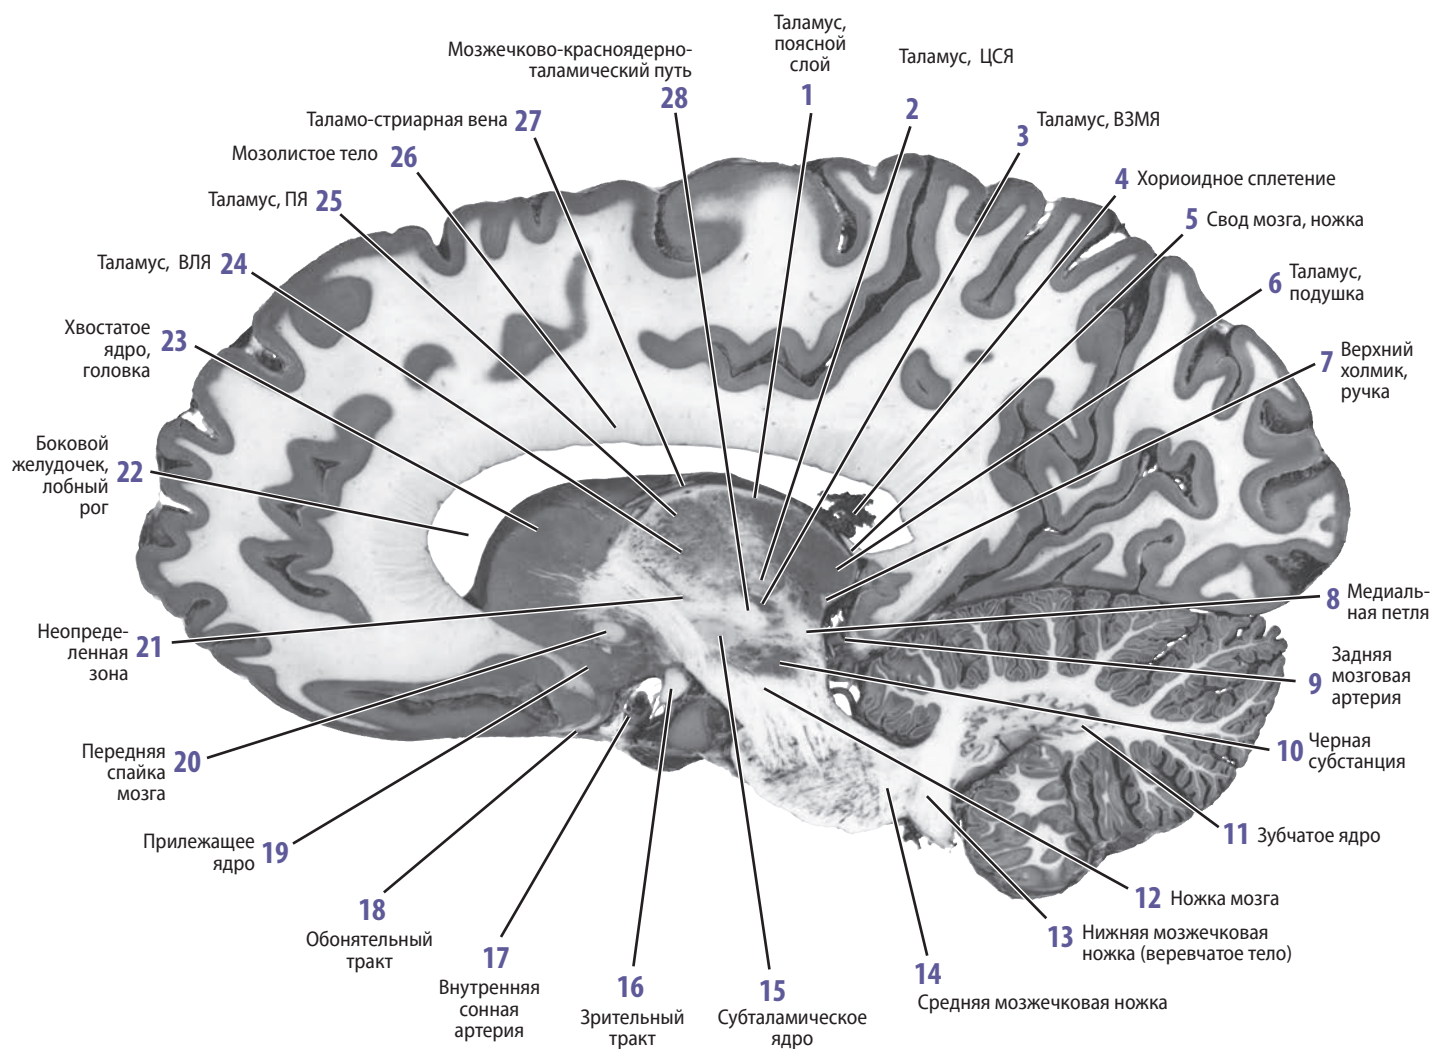 Таламус,
поясной
слой
1
Таламус, ЦСЯ
2
Таламус, ВЗМЯ
3
4 Хориоидное сплетение
5 Свод мозга, ножка
6 Таламус,
подушка
7 Верхний
холмик,
ручка
8 Медиаль-
ная петля
9 Задняя
мозговая
артерия
10 Черная
субстанция
11 Зубчатое ядро
12 Ножка мозга
13 Нижняя мозжечковая
ножка (веревчатое тело)
14
Средняя мозжечковая ножка
15
Субталамическое
ядро
16
Зрительный
тракт
17
Внутренняя
сонная
артерия
18
Обонятельный
тракт
Прилежащее
ядро 19
Передняя
спайка
мозга 20
Неопреде-
ленная
зона 21
Боковой
желудочек,
лобный
рог 22
Хвостатое
ядро,
головка 23
Таламус, ВЛЯ 24
Таламус, ПЯ 25
Мозолистое тело 26
Таламо-стриарная вена 27
Мозжечково-красноядерно-
таламический путь
28